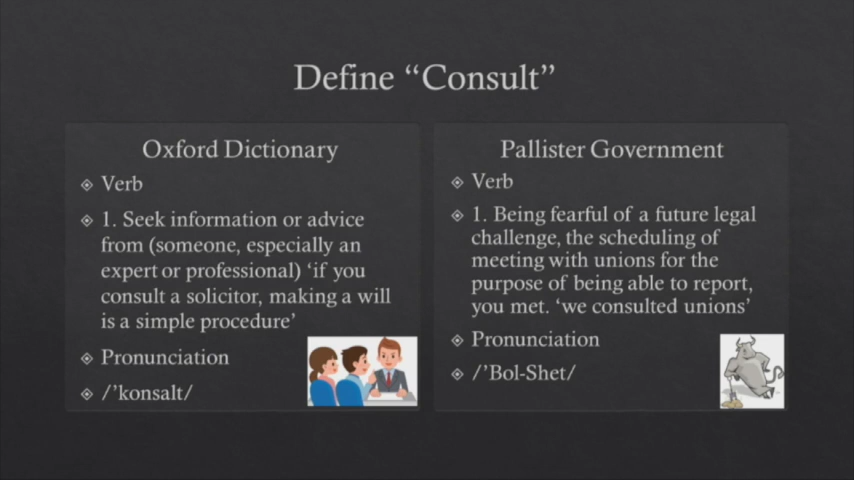 Define “Consult”
Oxford Dictionary
Verb
1. Seek information or advice
from (someone, especially an
expert or professional) ‘if you
consult a solicitor, making a will
is a simple procedure’
Pronunciation
/’konsalt/
Pallister Government
Verb
1. Being fearful of a future legal
challenge, the scheduling of
meeting with unions for the
purpose of being able to report,
you met. ‘we consulted unions’
Pronunciation
/’Bol-Shet/